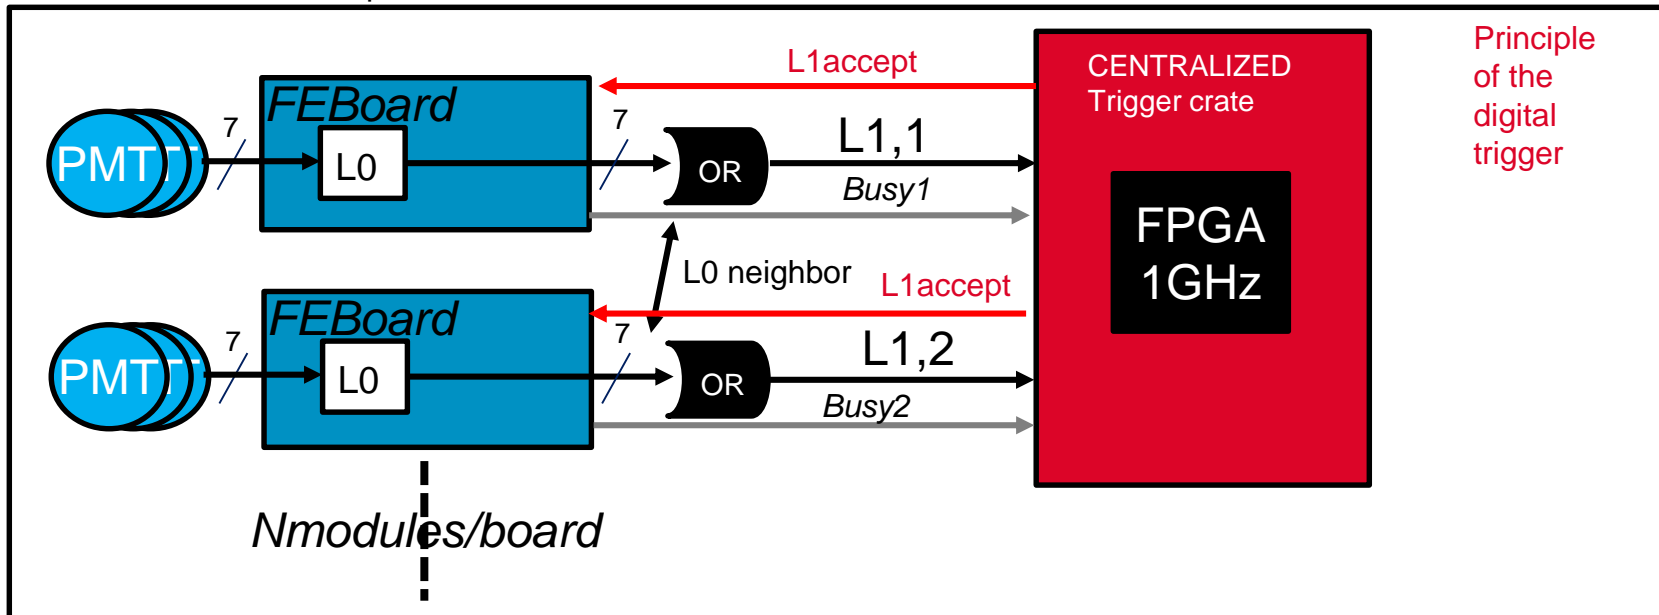 Principle
of the
digital
trigger
L1accept
CENTRALIZED
Trigger crate
FEBoard
7
7
PMT
L0
OR
L1,1
Busy1
FPGA
1GHz
L0 neighbor
L1accept
FEBoard
7
7
PMT
L0
OR
L1,2
Busy2
Nmodules/board